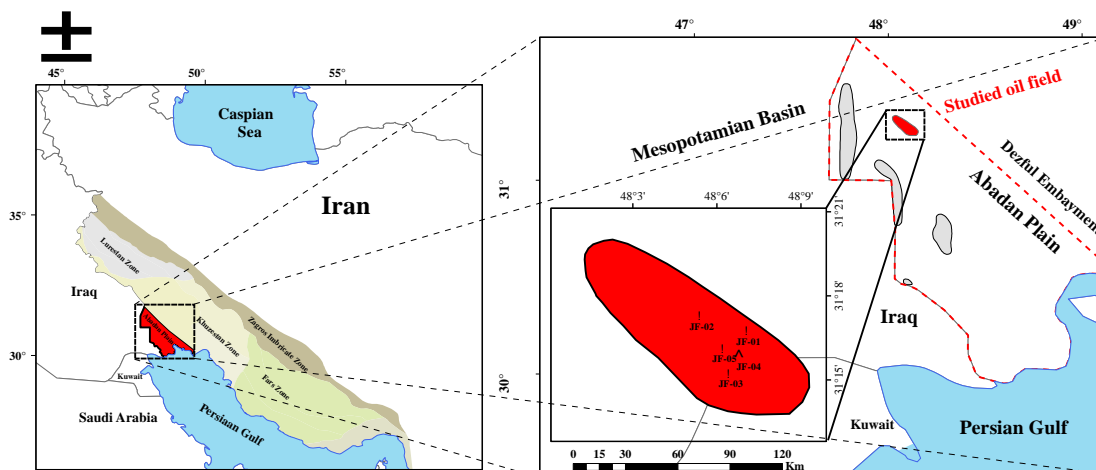 45°
50°
55°
35°
30°
Caspian
Sea
Iran
Lurestan Zone
Iraq
Khuzestan Zone
Zagros Imbricate Zone
Abadan Plain
Fars Zone
Kuwait
Saudi Arabia
Persiaan Gulf
47°
48°
49°
31°
30°
Mesopotamian Basin
Studied oil field
Dezful Embayment
Abadan Plain
Iraq
Kuwait
Persian Gulf
48°3'
48°6'
48°9'
31°21
31°18
31°15'
JF-02
JF-01
JF-05
JF-04
JF-03
0 15 30 60 90 120
Km